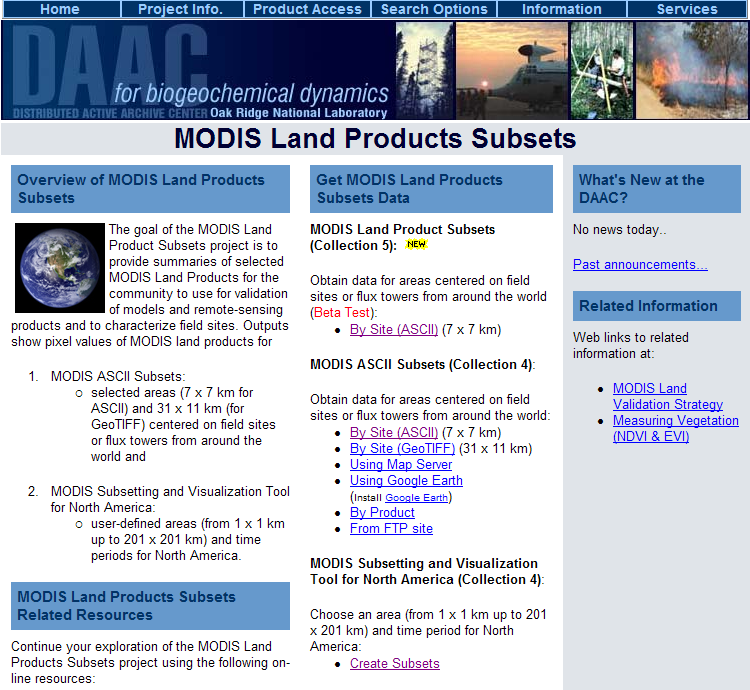 Home Project Info. Product Access Search Options Information Services
DAAC
for biogeochemical dynamics
DISTRIBUTED ACTIVE ARCHIVE CENTER Oak Ridge National Laboratory
MODIS Land Products Subsets
Overview of MODIS Land Products
Subsets
The goal of the MODIS Land
Product Subsets project is to
provide summaries of selected
MODIS Land Products for the
community to use for validation
of models and remote-sensing
products and to characterize field sites. Outputs
show pixel values of MODIS land products for
1. MODIS ASCII Subsets:
selected areas (7 x 7 km for
ASCII) and 31 x 11 km (for
GeoTIFF) centered on field sites
or flux towers from around the
world and
2. MODIS Subsetting and Visualization Tool
for North America:
user-defined areas (from 1 x 1 km
up to 201 x 201 km) and time
periods for North America.
MODIS Land Products Subsets
Related Resources
Continue your exploration of the MODIS Land
Products Subsets project using the following on-
line resources:
Get MODIS Land Products
Subsets Data
MODIS Land Product Subsets
(Collection 5): NEW
Obtain data for areas centered on field
sites or flux towers from around the world
(Beta Test):
By Site (ASCII) (7 x 7 km)
MODIS ASCII Subsets (Collection 4):
Obtain data for areas centered on field
sites or flux towers from around the world:
By Site (ASCII) (7 x 7 km)
By Site (GeoTIFF) (31 x 11 km)
Using Map Server
Using Google Earth
(Install Google Earth)
By Product
From FTP site
MODIS Subsetting and Visualization
Tool for North America (Collection 4):
Choose an area (from 1 x 1 km up to 201
x 201 km) and time period for North
America:
Create Subsets
What's New at the
DAAC?
No news today..
Past announcements...
Related Information
Web links to related
information at:
MODIS Land
Validation Strategy
Measuring Vegetation
(NDVI & EVI)